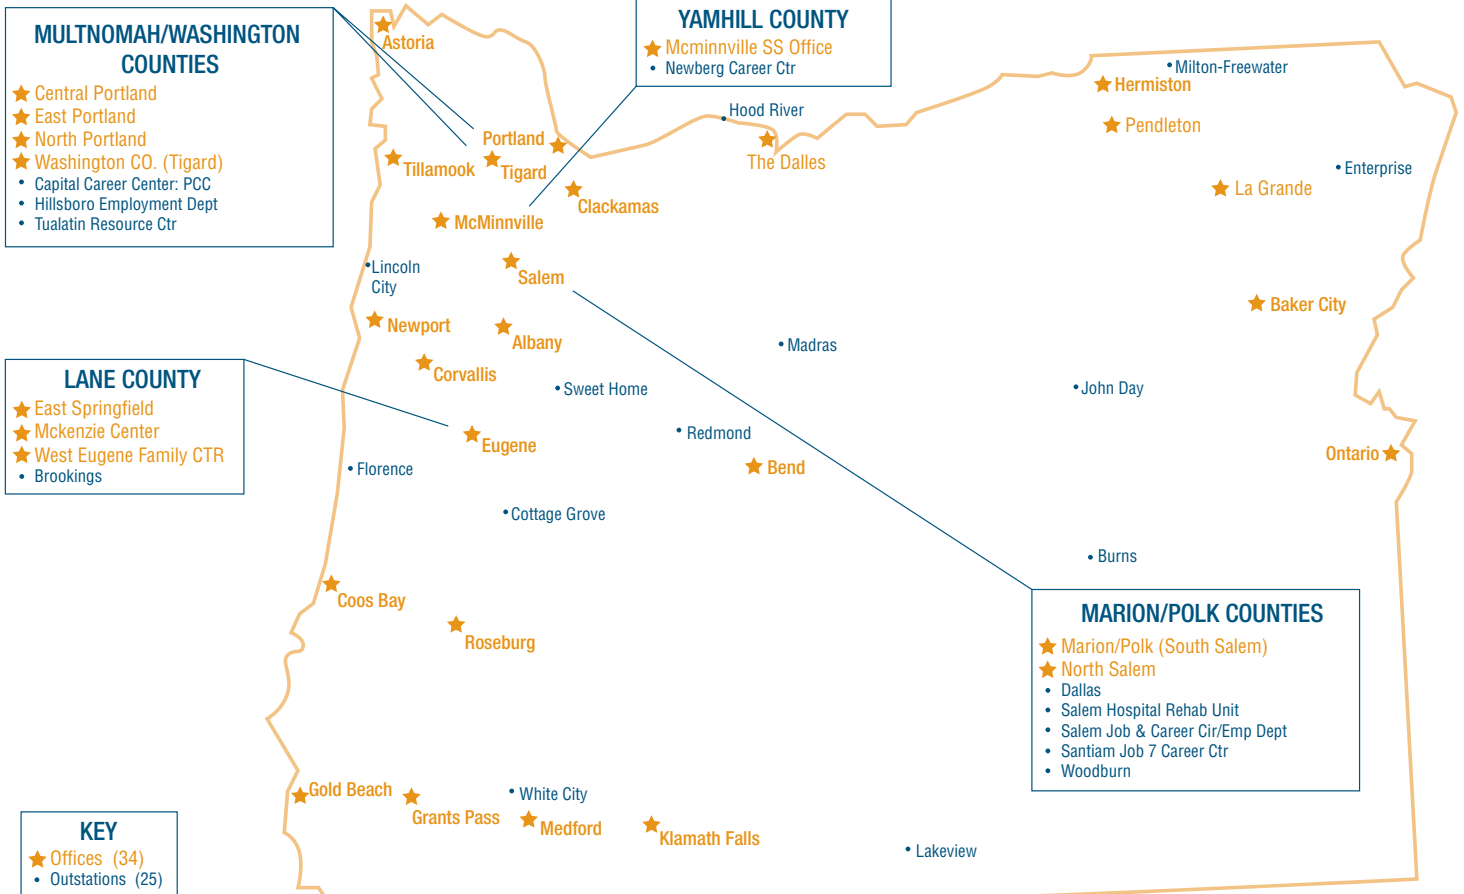 MULTNOMAH/WASHINGTON
COUNTIES
Central Portland
East Portland
North Portland
Washington CO. (Tigard)
• Capital Career Center: PCC
• Hillsboro Employment Dept
• Tualatin Resource Ctr
YAMHILL COUNTY
Mcminnville SS Office
• Newberg Career Ctr
Astoria
Milton-Freewater
Hermiston
Hood River
Pendleton
Portland
The Dalles
Tillamook
Tigard
Enterprise
La Grande
Clackamas
McMinnville
Lincoln
City
Salem
Baker City
Newport
Albany
Madras
Corvallis
Sweet Home
John Day
LANE COUNTY
East Springfield
Mckenzie Center
West Eugene Family CTR
• Brookings
Redmond
Eugene
Bend
Ontario
Florence
Cottage Grove
Burns
Coos Bay
Roseburg
MARION/POLK COUNTIES
Marion/Polk (South Salem)
North Salem
• Dallas
• Salem Hospital Rehab Unit
• Salem Job & Career Cir/Emp Dept
• Santiam Job 7 Career Ctr
• Woodburn
Gold Beach
Grants Pass
White City
Medford
Klamath Falls
Lakeview
KEY
Offices (34)
• Outstations (25)